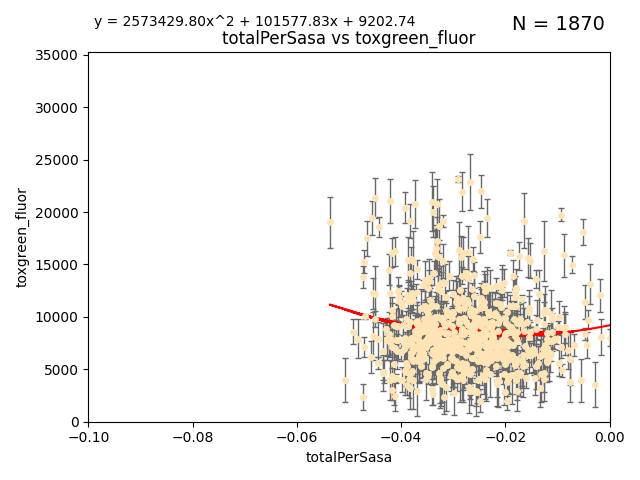 y = 2573429.80x^2 + 101577.83x + 9202.74
N = 1870
totalPerSasa vs toxgreen_fluor
35000
30000
25000
20000
15000
10000
5000
0
toxgreen_fluor
−0.10
−0.08
−0.06
−0.04
−0.02
0.00
totalPerSasa